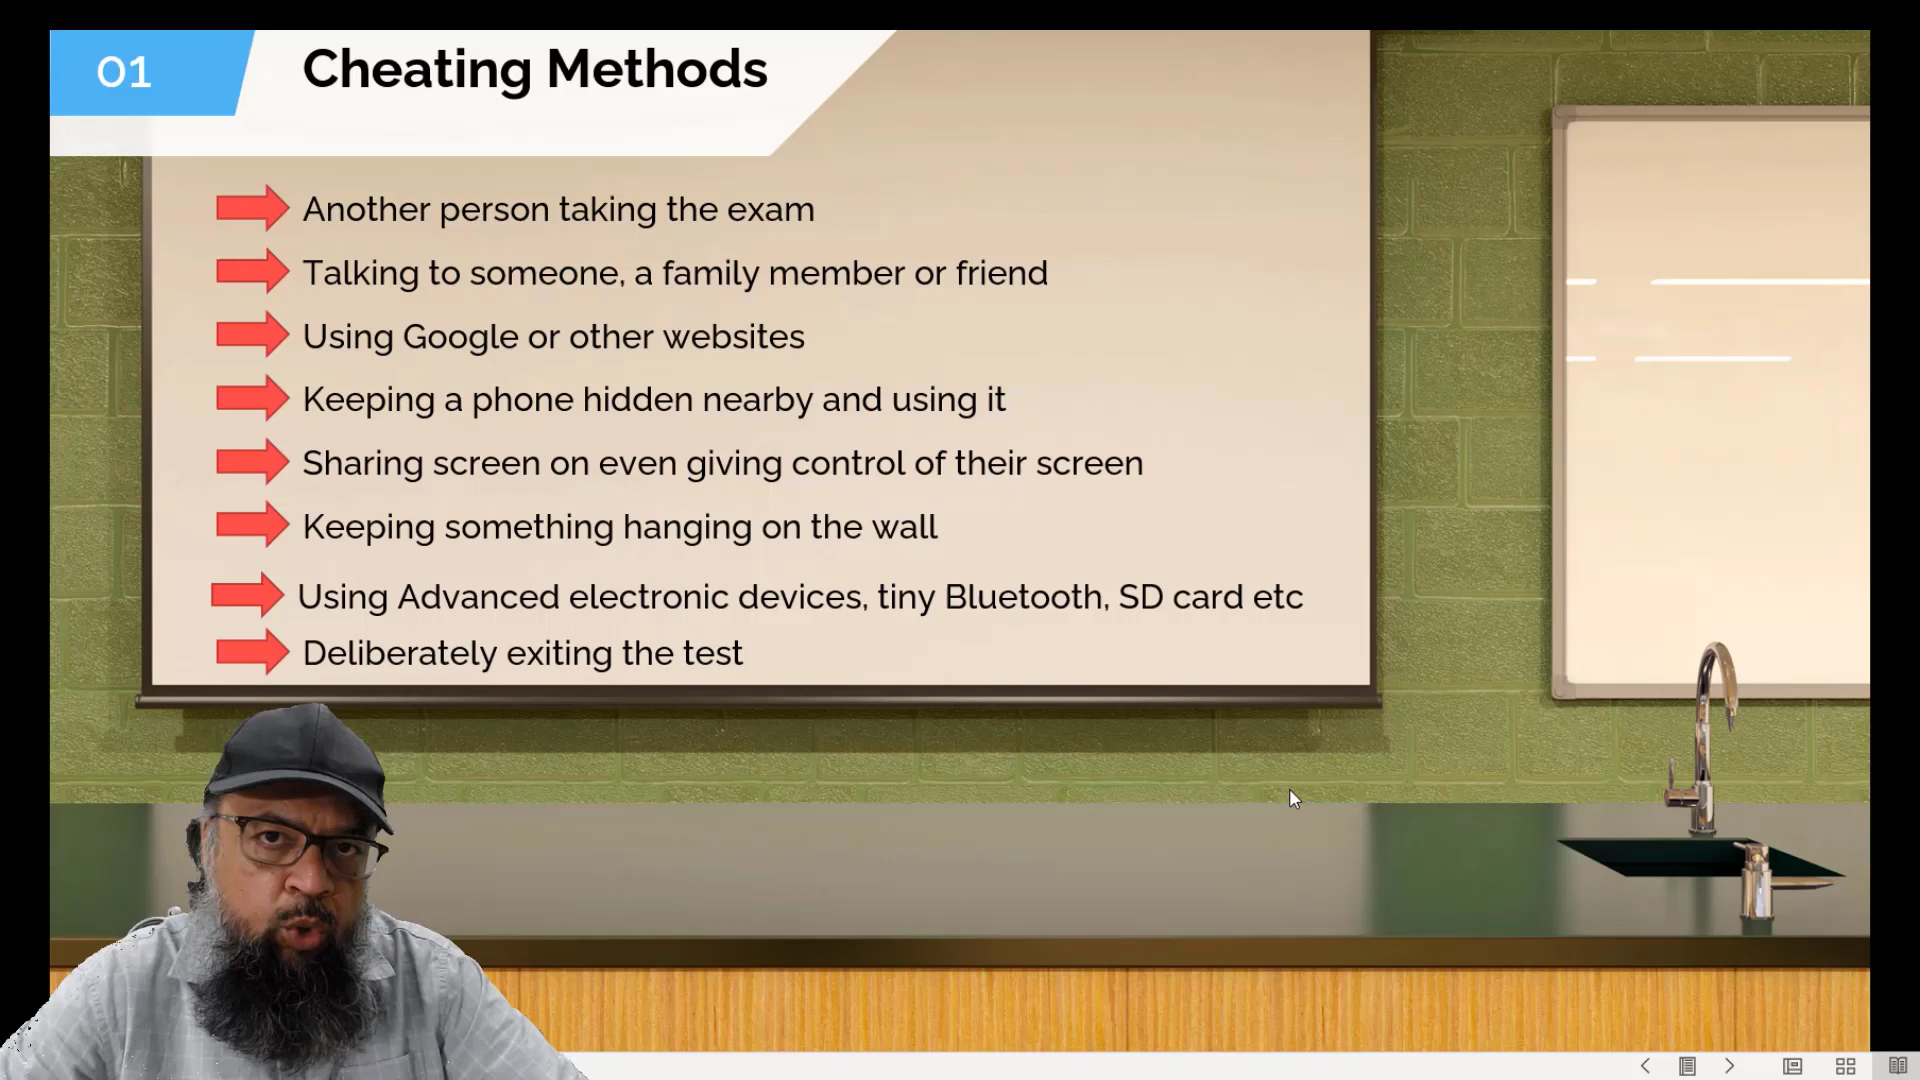 01
Cheating Methods
Another person taking the exam
Talking to someone, a family member or friend
Using Google or other websites
Keeping a phone hidden nearby and using it
Sharing screen on even giving control of their screen
Keeping something hanging on the wall
Using Advanced electronic devices, tiny Bluetooth, SD card etc
Deliberately exiting the test